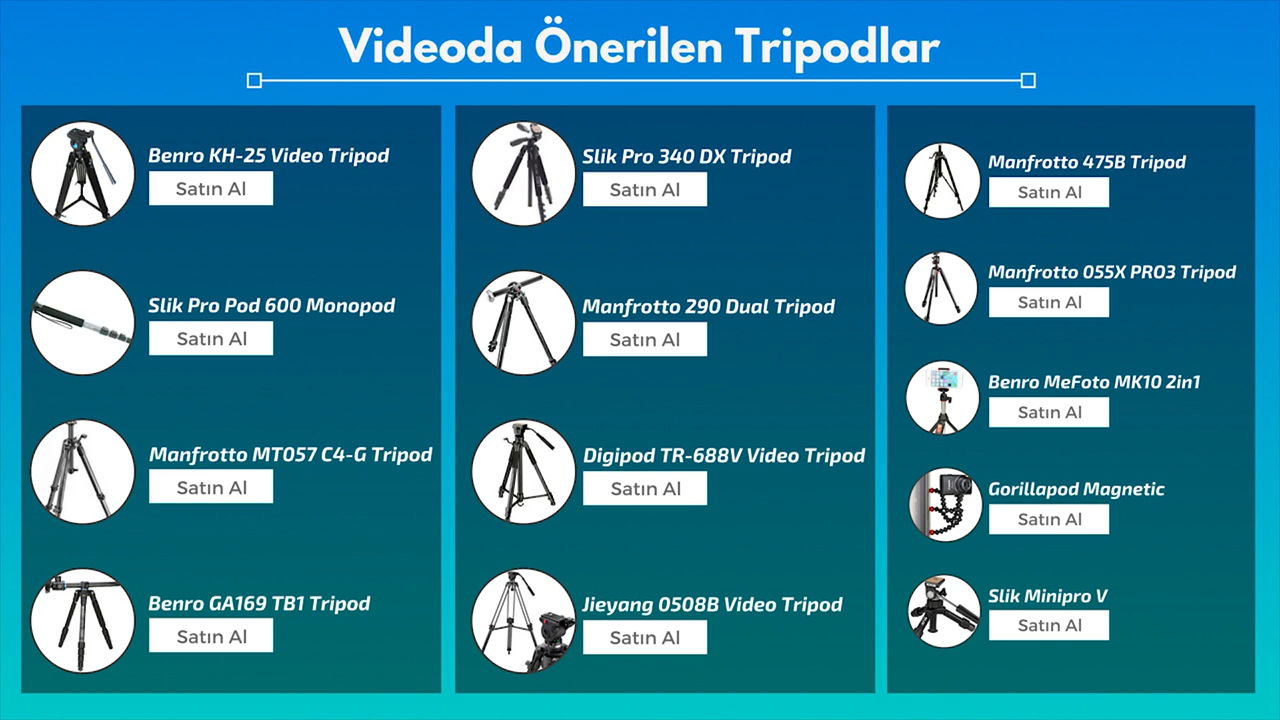 Videoda Önerilen Tripodlar
Benro KH-25 Video Tripod
Satın Al
Slik Pro Pod 600 Monopod
Satın Al
Manfrotto MT057 C4-G Tripod
Satın Al
Benro GA169 TB1 Tripod
Satın Al
Slik Pro 340 DX Tripod
Satın Al
Manfrotto 290 Dual Tripod
Satın Al
Digipod TR-688V Video Tripod
Satın Al
Jieyang 0508B Video Tripod
Satın Al
Manfrotto 475B Tripod
Satın Al
Manfrotto 055X PRO3 Tripod
Satın Al
Benro MeFoto MK10 2in1
Satın Al
Gorillapod Magnetic
Satın Al
Slik Minipro V
Satın Al